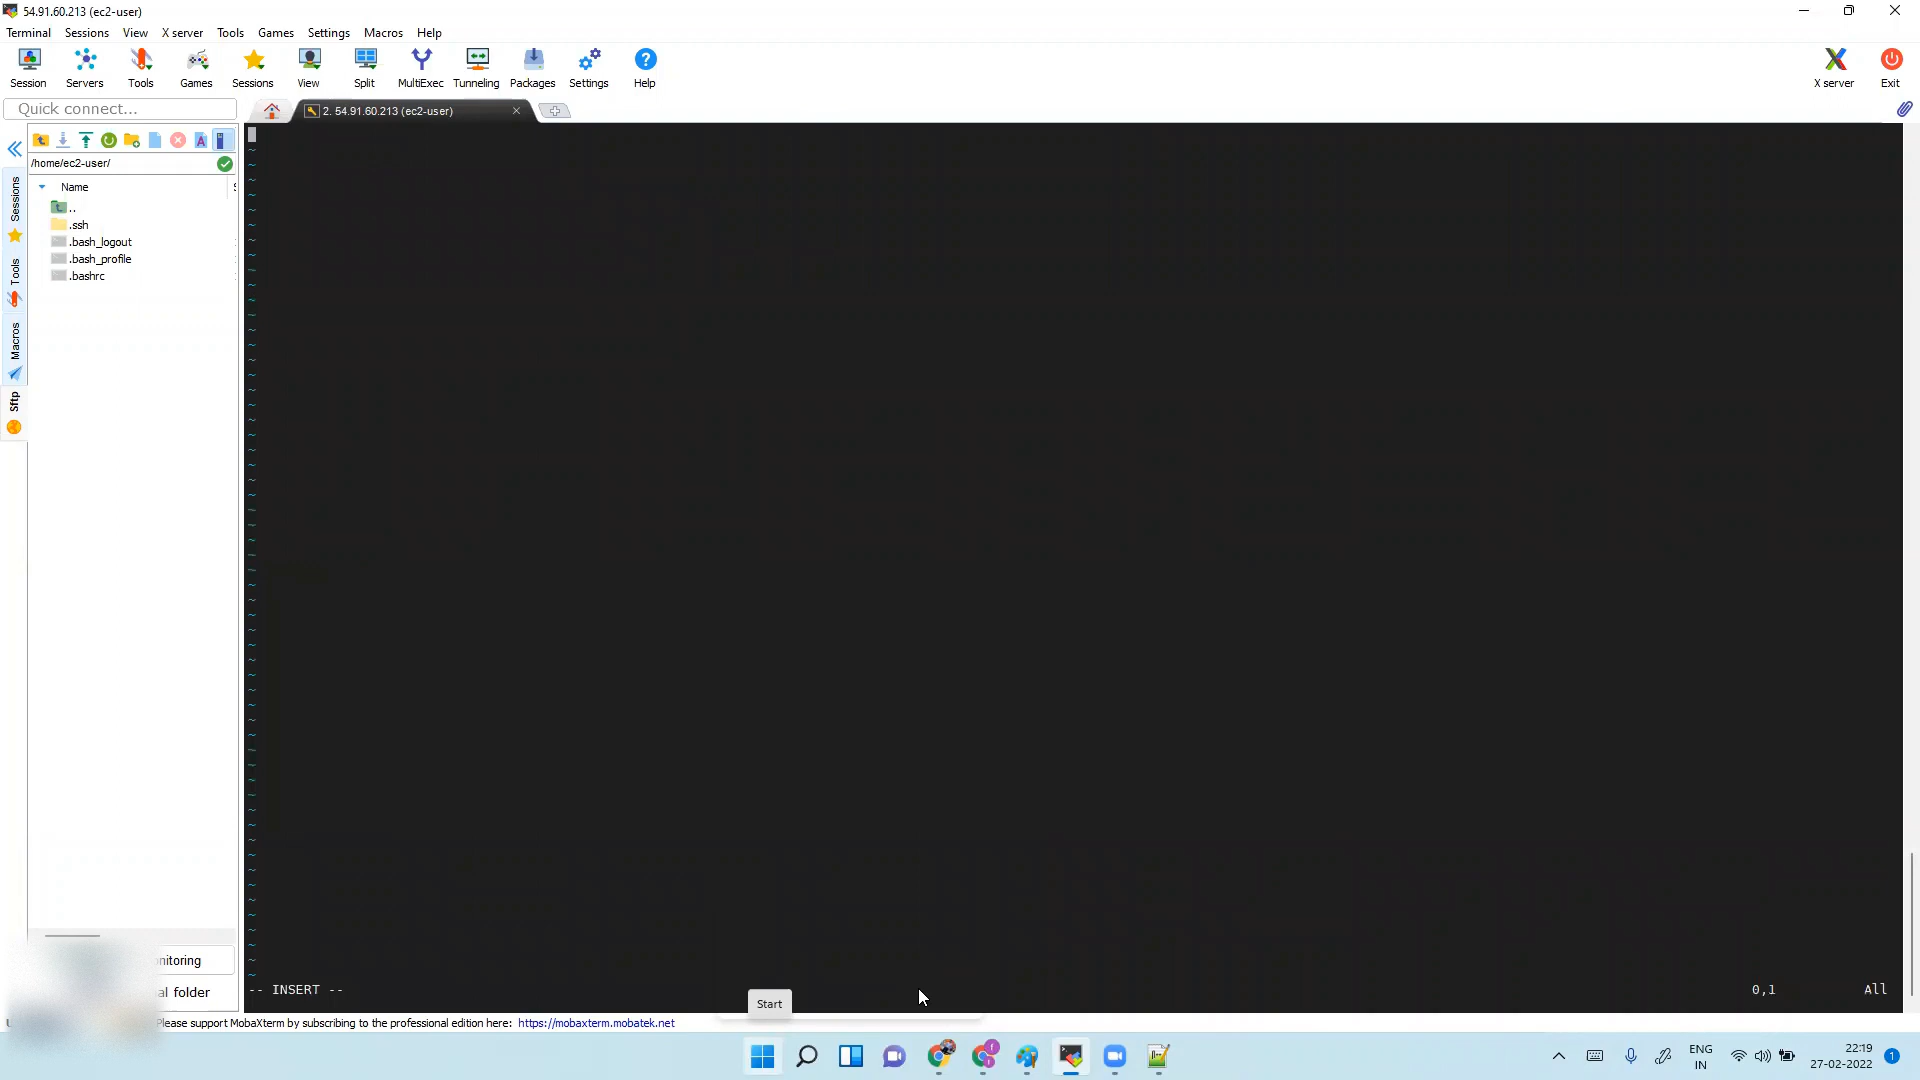 54.91.60.213 (ec2-user)
Terminal Sessions View X server Tools Games Settings Macros Help
Session Servers Tools Games Sessions View Split MultiExec Tunneling Packages Settings Help X server Exit
Quick connect...
2. 54.91.60.213 (ec2-user)
/home/ec2-user/
Name
..
.ssh
.bash_logout
.bash_profile
.bashrc
Sessions
Tools
Macros
Sftp
nitoring
al folder
-- INSERT -- 0,1 All
Start
Please support MobaXterm by subscribing to the professional edition here: https://mobaxterm.mobatek.net
ENG
IN
22:19
27-02-2022
1